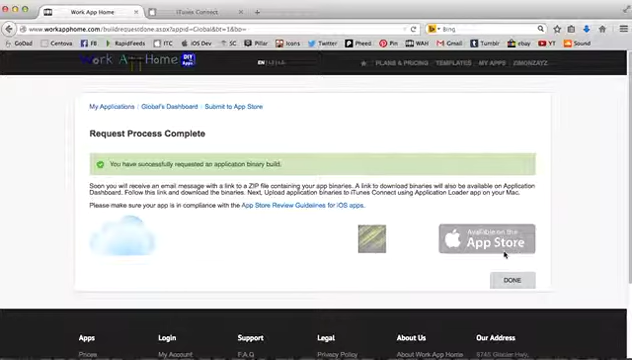 Work App Home
iTunes Connect
www.workapphome.com/buildrequestdone.aspx?appid=Global&bt=1&bp=
Bing
GoDad
FB
RapidFeeds
ITC
iOS Dev
SC
Pillar
Icons
Twitter
Pheed
Pin
WAH
Gmail
Tumblr
ebay
YT
Work App Home
DIY
Apps
EN
PLANS & PRICING
TEMPLATES
MY APPS
My Applications | Global's Dashboard | Submit to App Store
Request Process Complete
You have successfully requested an application binary build.
Soon you will receive an email message with a link to a ZIP file containing your app binaries. A link to download binaries will also be available on Application
Dashboard. Follow this link and download the binaries. Next, Upload application binaries to iTunes Connect using Application Loader app on your Mac.
Please make sure your app is in compliance with the App Store Review Guidelines for iOS apps.
Available on the
App Store
DONE
Apps
Login
Support
Legal
About Us
Our Address
Prices
My Account
F.A.Q
Privacy Policy
About Work App Home